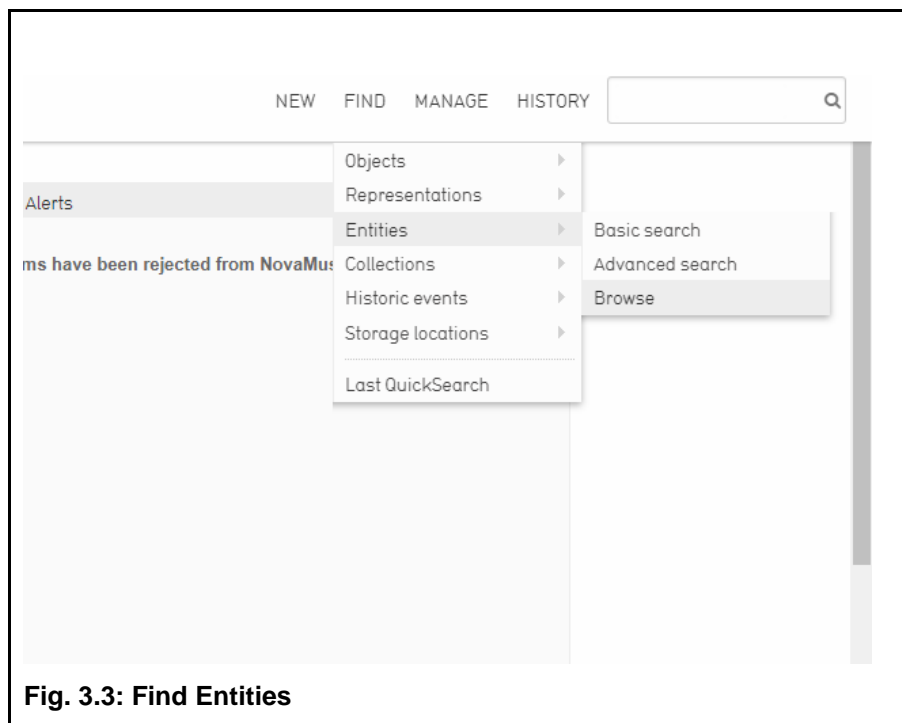 NEW FIND MANAGE HISTORY
Objects
Representations
Alerts
Entities
Basic search
ms have been rejected from NovaMus
Collections
Advanced search
Historic events
Browse
Storage locations
Last QuickSearch
Fig. 3.3: Find Entities